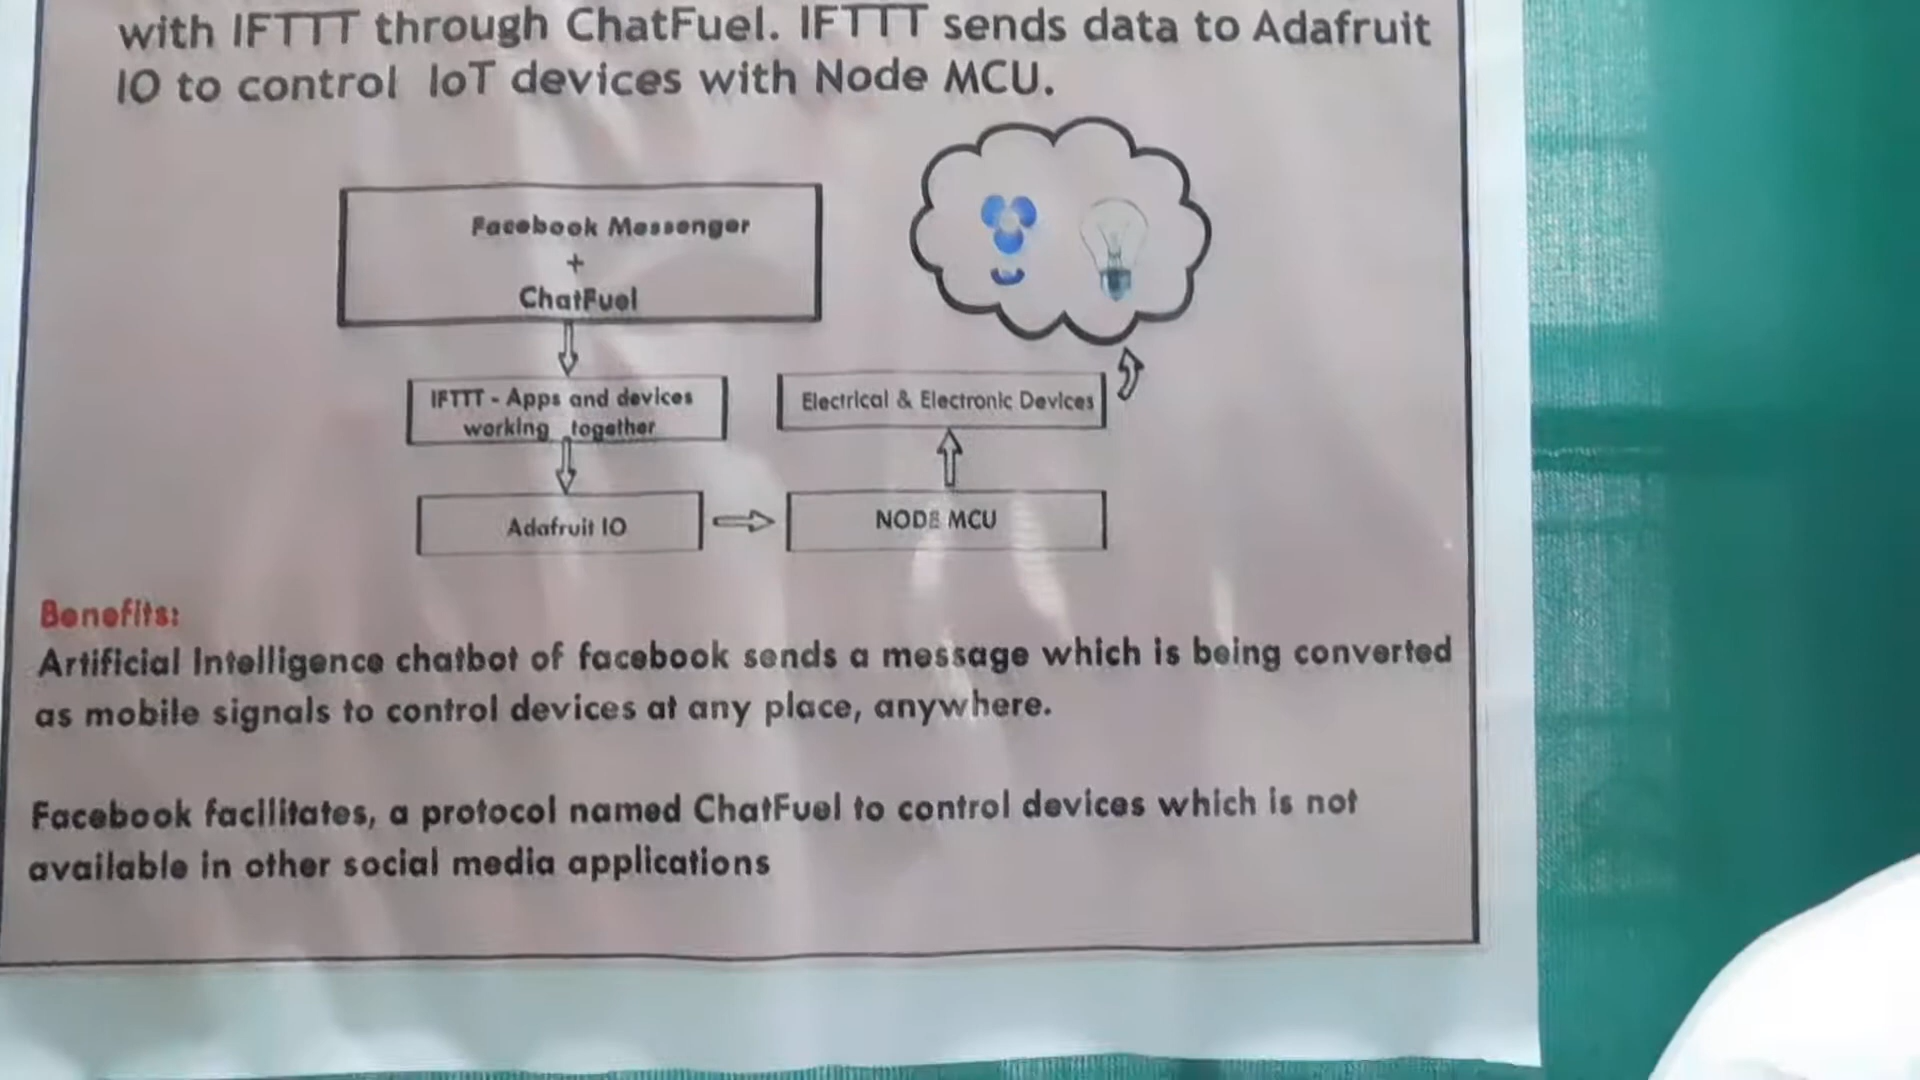 with IFTTT through ChatFuel. IFTTT sends data to Adafruit
IO to control IoT devices with Node MCU.
Facebook Messenger
+
ChatFuel
IFTTT - Apps and devices
working together
Electrical & Electronic Devices
Adafruit IO
NODE MCU
Benefits:
Artificial Intelligence chatbot of facebook sends a message which is being converted
as mobile signals to control devices at any place, anywhere.
Facebook facilitates, a protocol named ChatFuel to control devices which is not
available in other social media applications